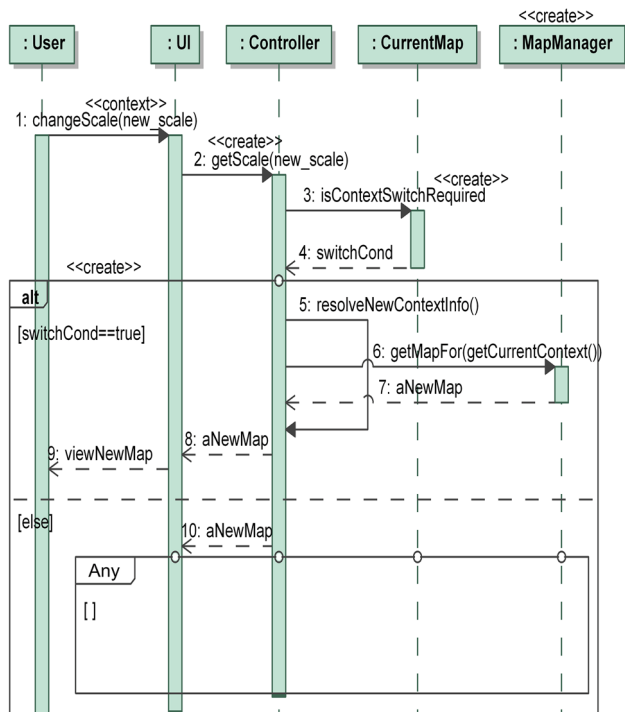 <<create>>
: User
: UI
: Controller
: CurrentMap
: MapManager
<<context>>
1: changeScale(new_scale)
<<create>>
2: getScale(new_scale)
<<create>>
3: isContextSwitchRequired
4: switchCond
<<create>>
alt
5: resolveNewContextInfo()
[switchCond==true]
6: getMapFor(getCurrentContext())
7: aNewMap
8: aNewMap
9: viewNewMap
[else]
10: aNewMap
Any
[ ]